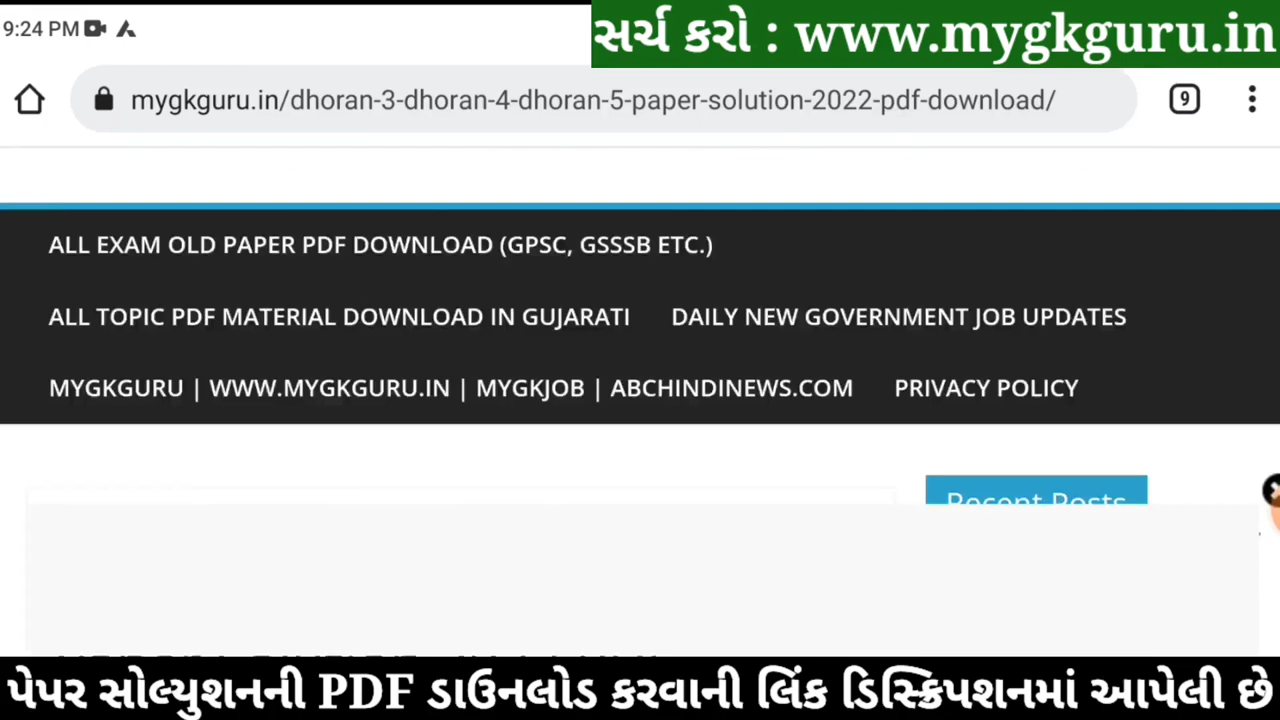 9:24 PM
સર્ચ કરો : www.mygkguru.in
mygkguru.in/dhoran-3-dhoran-4-dhoran-5-paper-solution-2022-pdf-download/
9
ALL EXAM OLD PAPER PDF DOWNLOAD (GPSC, GSSSB ETC.)
ALL TOPIC PDF MATERIAL DOWNLOAD IN GUJARATI DAILY NEW GOVERNMENT JOB UPDATES
MYGKGURU | WWW.MYGKGURU.IN | MYGKJOB | ABCHINDINEWS.COM PRIVACY POLICY
Recent Posts
પેપર સોલ્યુશનની PDF ડાઉનલોડ કરવાની લિંક ડિસ્ક્રિપશનમાં આપેલી છે